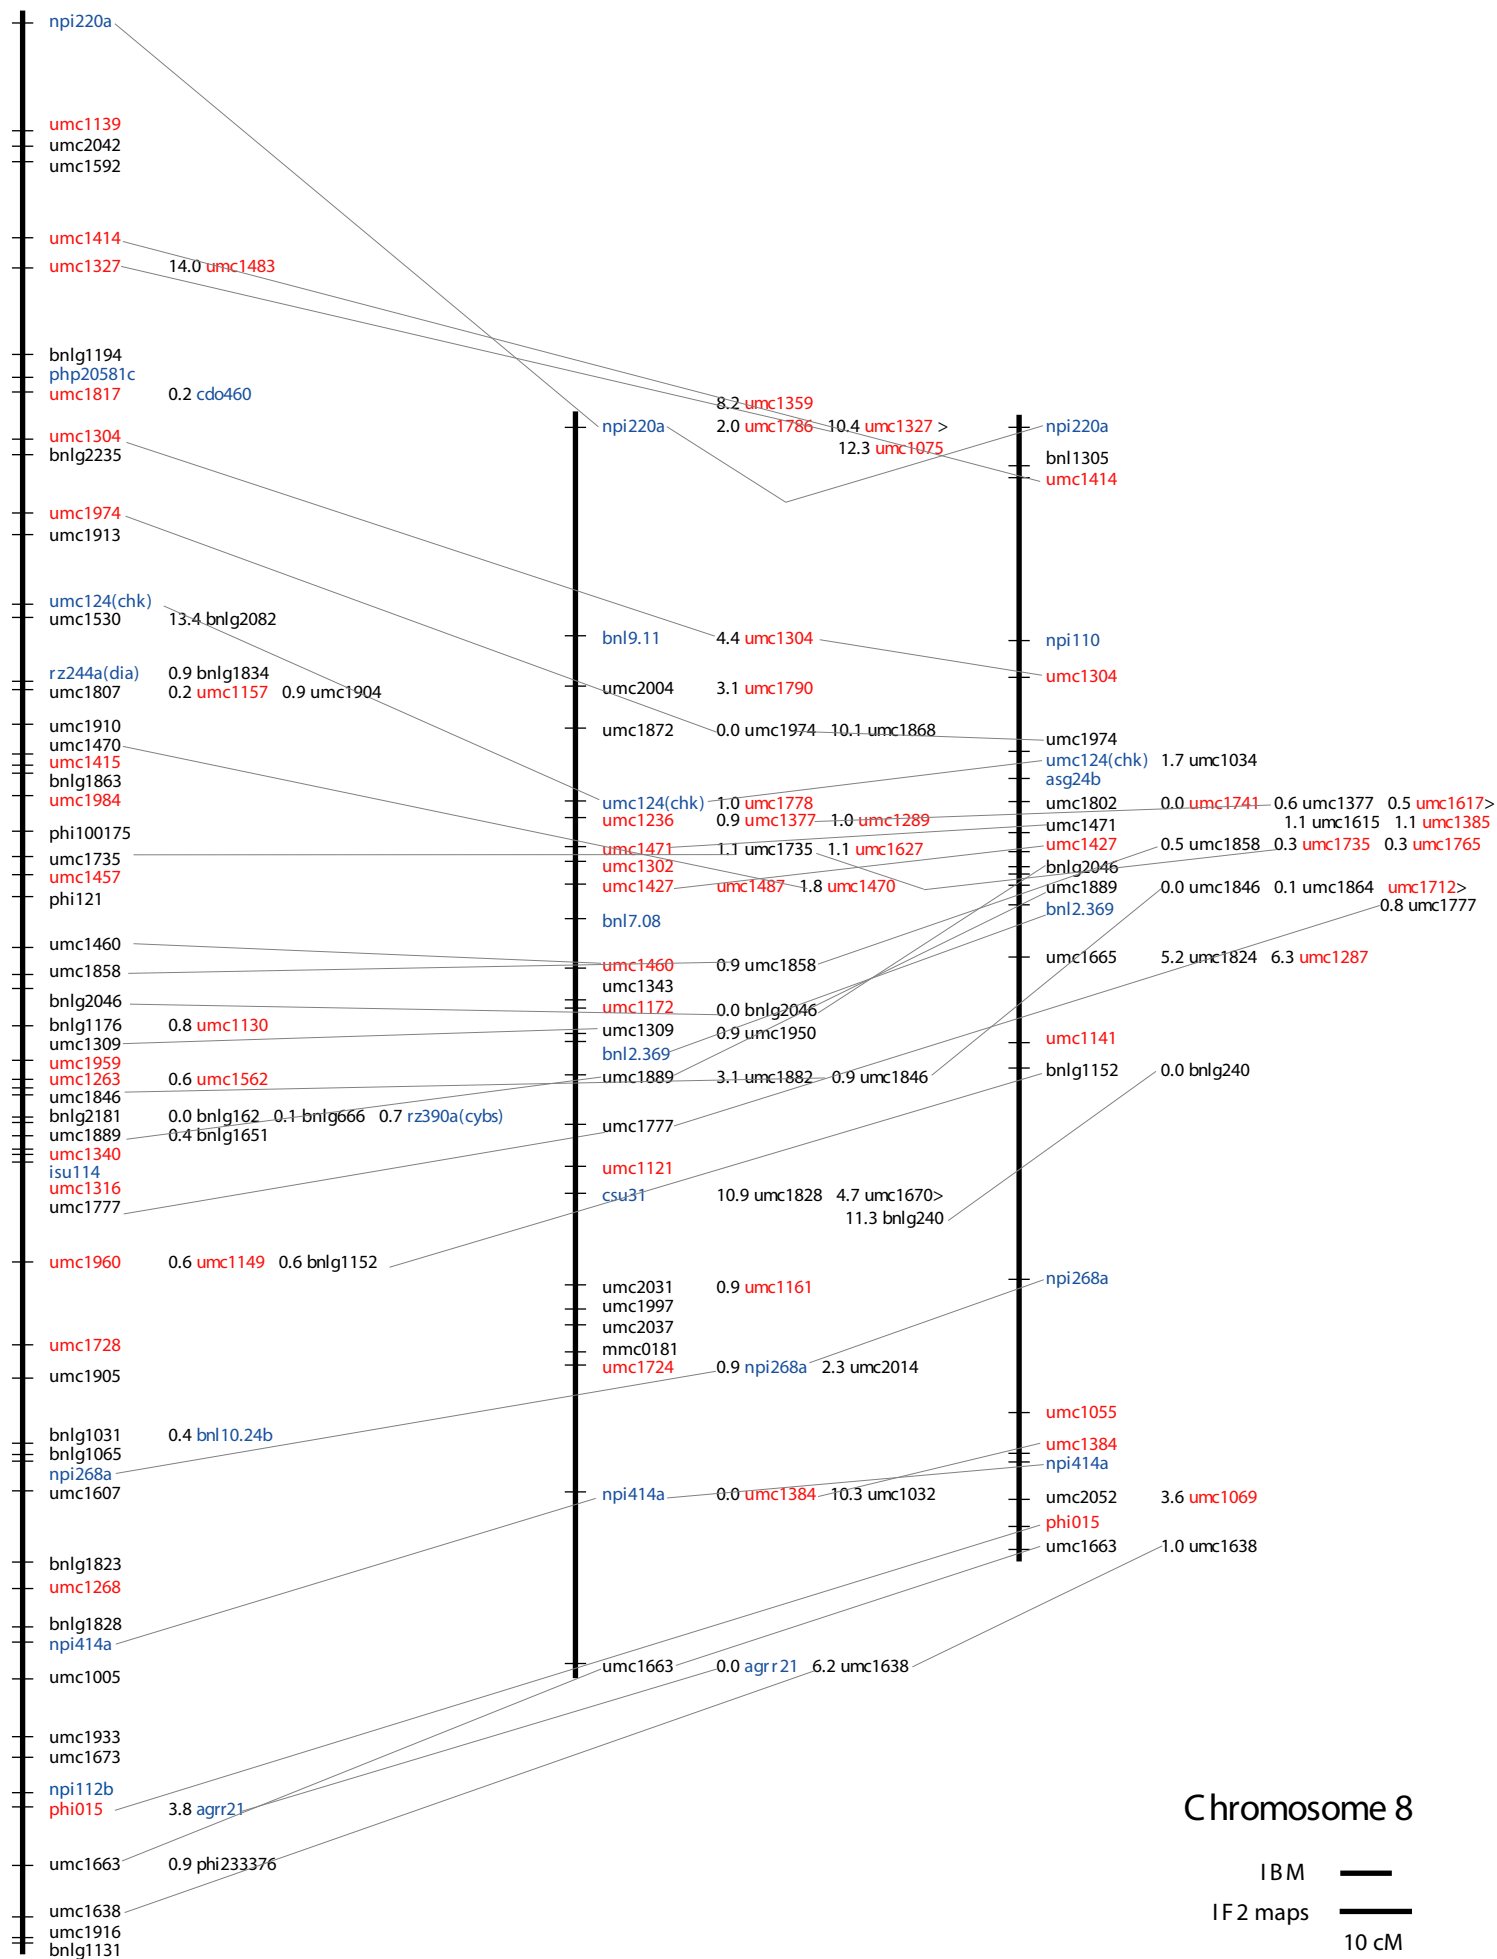 npi220a
umc1139
umc2042
umc1592
umc1414
umc1327 14.0 umc1483
bnlg1194
php20581c
umc1817 0.2 cdo460
umc1304
bnlg2235
umc1974
umc1913
umc124(chk)
umc1530 13.4 bnlg2082
rz244a(dia) 0.9 bnlg1834
umc1807 0.2 umc1157 0.9 umc1904
umc1910
umc1470
umc1415
bnlg1863
umc1984
phi100175
umc1735
umc1457
phi121
umc1460
umc1858
bnlg2046
bnlg1176 0.8 umc1130
umc1309
umc1959
umc1263 0.6 umc1562
umc1846
bnlg2181 0.0 bnlg162 0.1 bnlg666 0.7 rz390a(cybs)
umc1889 0.4 bnlg1651
umc1340
isu114
umc1316
umc1777
umc1960 0.6 umc1149 0.6 bnlg1152
umc1728
umc1905
bnlg1031 0.4 bnl10.24b
bnlg1065
npi268a
umc1607
bnlg1823
umc1268
bnlg1828
npi414a
umc1005
umc1933
umc1673
npi112b
phi015 3.8 agrr21
umc1663 0.9 phi233376
umc1638
umc1916
bnlg1131
8.2 umc1359
npi220a 2.0 umc1786 10.4 umc1327 >
12.3 umc1075
bnl9.11 4.4 umc1304
umc2004 3.1 umc1790
umc1872 0.0 umc1974 10.1 umc1868
umc124(chk) 1.0 umc1778
umc1236 0.9 umc1377 1.0 umc1289
umc1471 1.1 umc1735 1.1 umc1627
umc1302
umc1427 umc1487 1.8 umc1470
bnl7.08
umc1460 0.9 umc1858
umc1343
umc1172 0.0 bnlg2046
umc1309 0.9 umc1950
bnl2.369
umc1889 3.1 umc1882 0.9 umc1846
umc1777
umc1121
csu31 10.9 umc1828 4.7 umc1670>
11.3 bnlg240
umc2031 0.9 umc1161
umc1997
umc2037
mmc0181
umc1724 0.9 npi268a 2.3 umc2014
npi414a 0.0 umc1384 10.3 umc1032
umc1663 0.0 agrr21 6.2 umc1638
npi220a
bnl1305
umc1414
npi110
umc1304
umc1974
umc124(chk) 1.7 umc1034
asg24b
umc1802 0.0 umc1741 0.6 umc1377 0.5 umc1617>
umc1471 1.1 umc1615 1.1 umc1385
umc1427 0.5 umc1858 0.3 umc1735 0.3 umc1765
bnlg2046
umc1889 0.0 umc1846 0.1 umc1864 umc1712>
bnl2.369 0.8 umc1777
umc1665 5.2 umc1824 6.3 umc1287
umc1141
bnlg1152 0.0 bnlg240
npi268a
umc1055
umc1384
npi414a
umc2052 3.6 umc1069
phi015
umc1663 1.0 umc1638
Chromosome 8
IBM
IF2 maps
10 cM